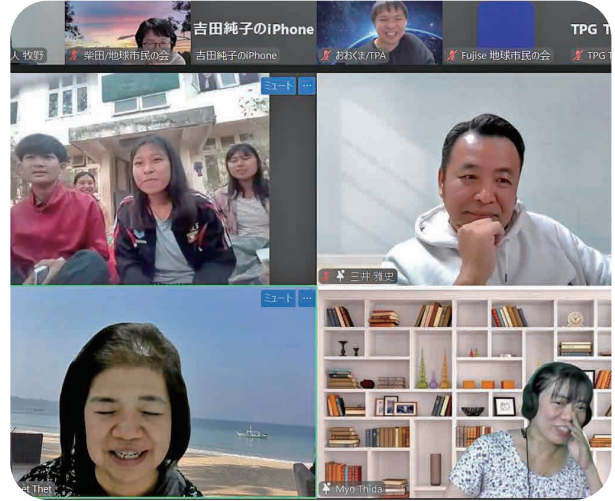 吉田純子のiPhone
TPG T
人 牧野
柴田/地球市民の会
吉田純子のiPhone
おおくま/TPA
Fujise 地球市民の会
TPG T
ミュート
...
三井 雅史
ミュート
...
et Thet
Myo Thida